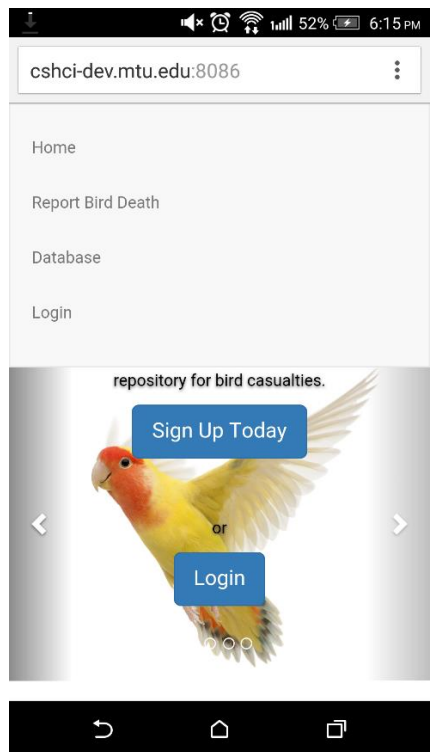 52% 6:15 PM
cshci-dev.mtu.edu:8086
Home
Report Bird Death
Database
Login
repository for bird casualties.
Sign Up Today
or
Login